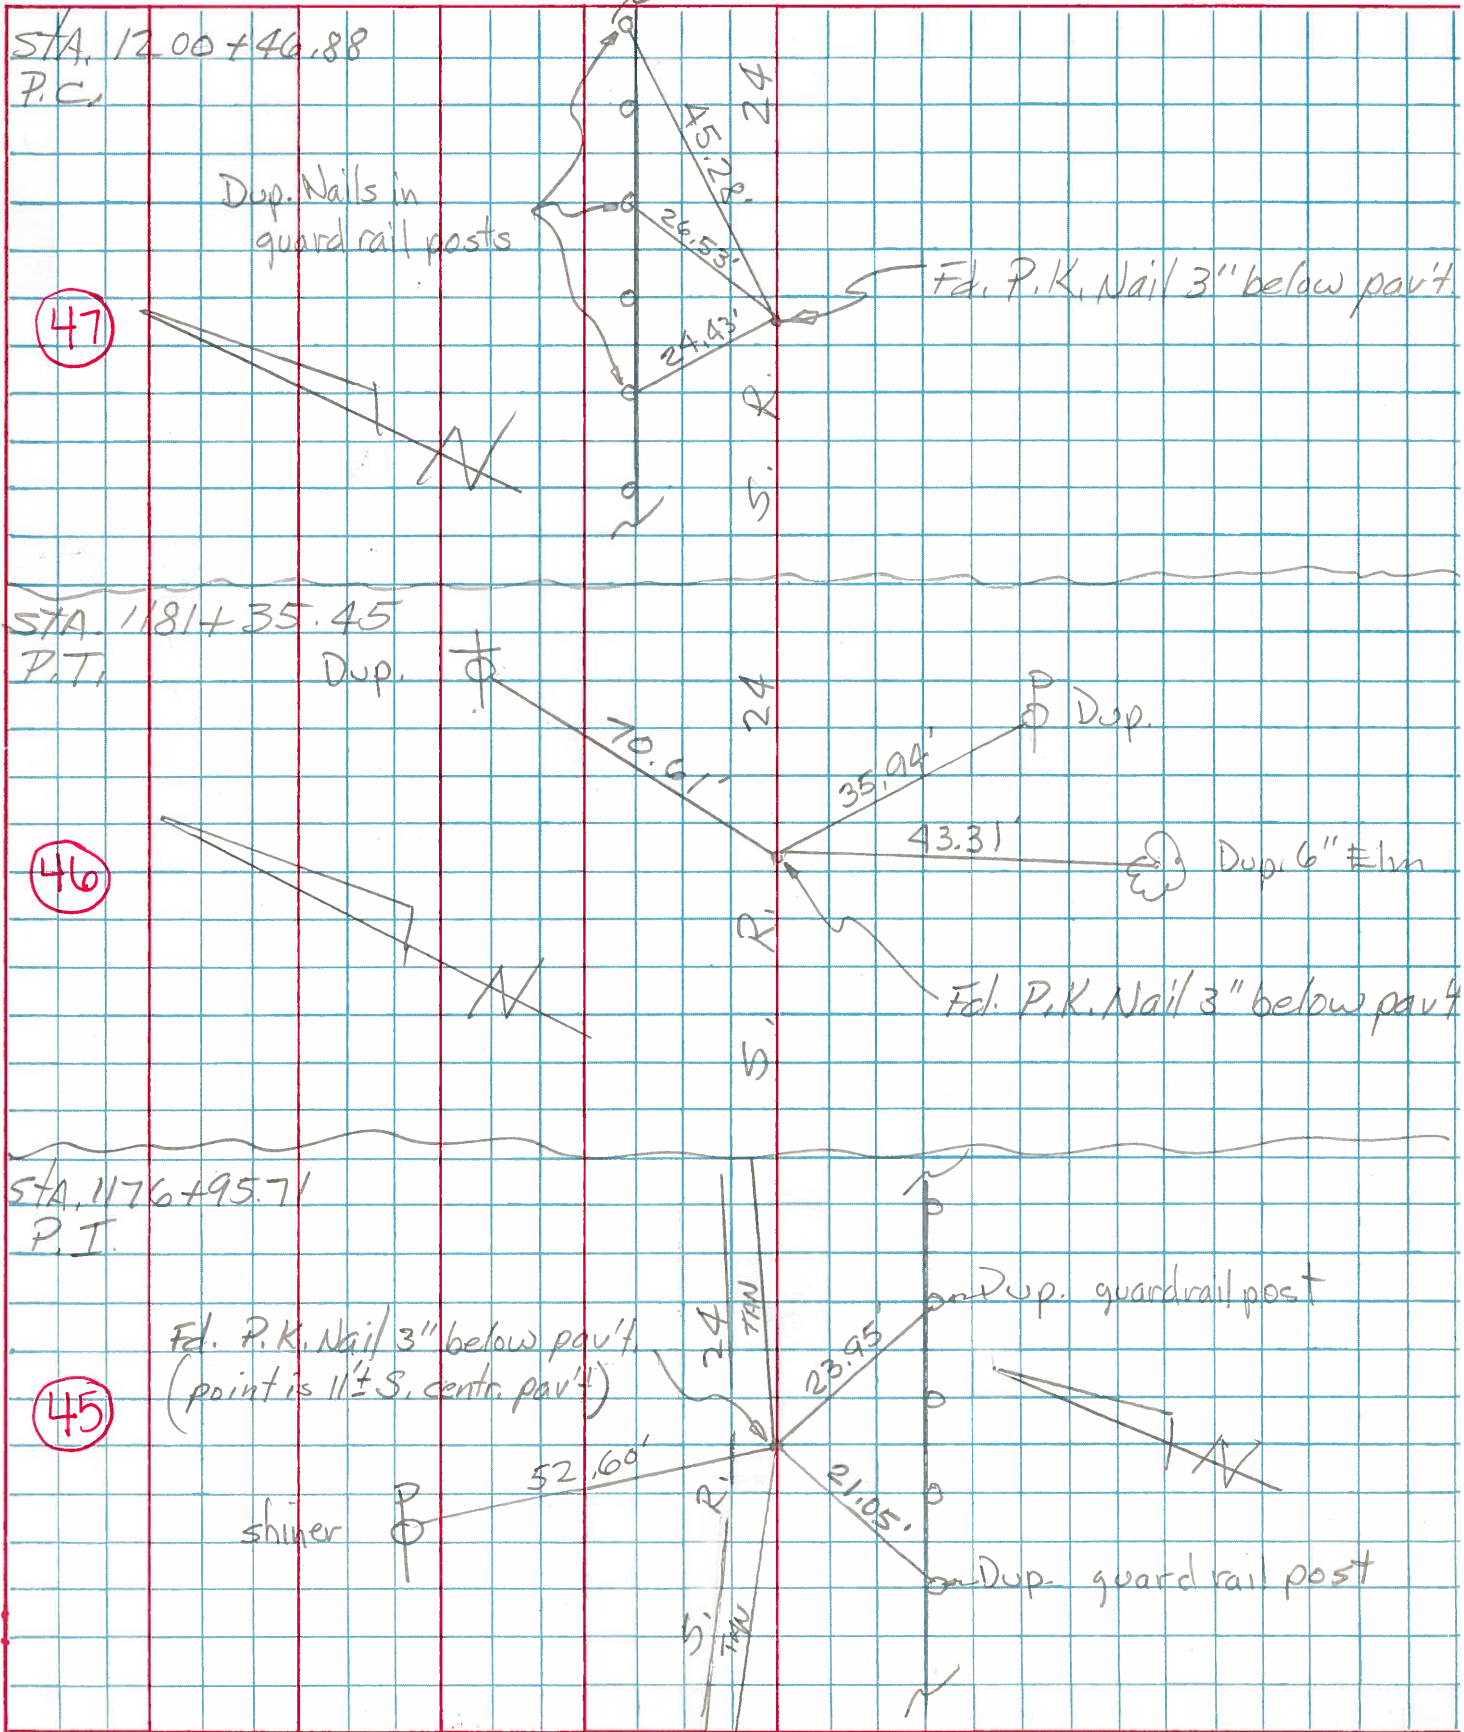 STA. 1200+46.88
P.C.
24
45.28'
Dup. Nails in
guard rail posts
26.53'
Fd. P.K. Nail 3" below pav't.
47
24.43'
S. R.
N
STA. 1181+35.45
P.T.
Dup.
24
Dup.
70.61'
35.94'
43.31'
Dup. 6" Elm
46
S. R.
N
Fd. P.K. Nail 3" below pav't
STA. 1176+95.71
P.I.
Dup. guardrail post
TAN
24
Fd. P.K. Nail 3" below pav't.
(point is 11'± S. centr. pav't)
23.95'
45
N
52.60'
S. R.
21.05'
shiner
Dup. guard rail post
TAN